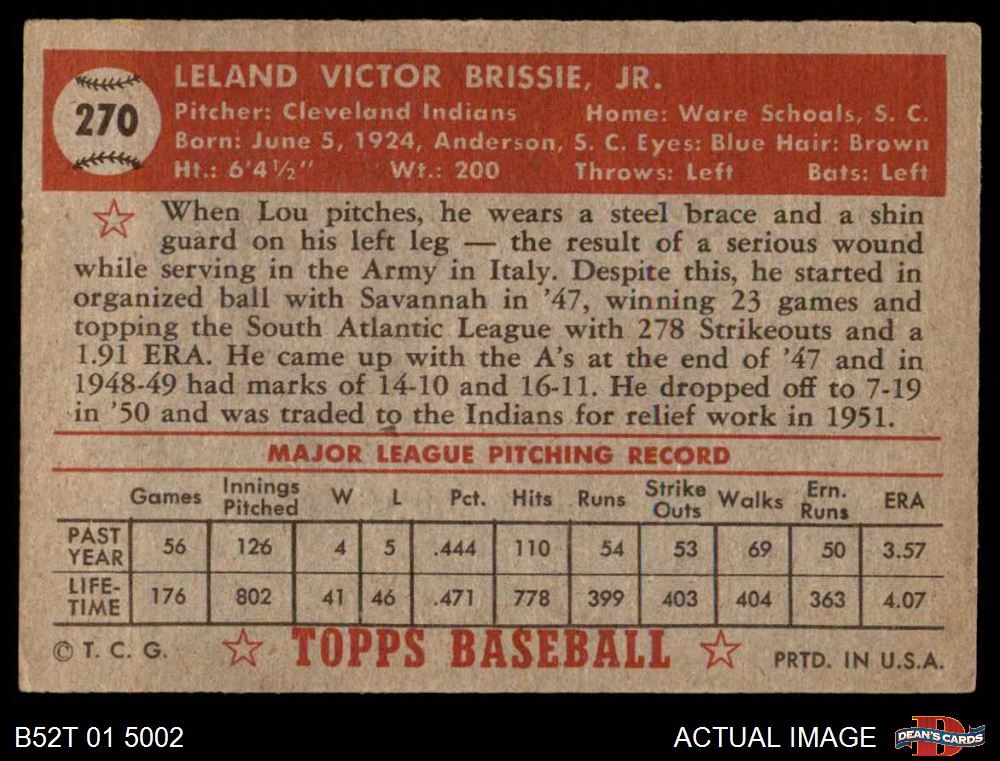 270
LELAND VICTOR BRISSIE, JR.
Pitcher: Cleveland Indians Home: Ware Schoals, S. C.
Born: June 5, 1924, Anderson, S. C. Eyes: Blue Hair: Brown
Ht.: 6'4½" Wt.: 200 Throws: Left Bats: Left
When Lou pitches, he wears a steel brace and a shin
guard on his left leg — the result of a serious wound
while serving in the Army in Italy. Despite this, he started in
organized ball with Savannah in '47, winning 23 games and
topping the South Atlantic League with 278 Strikeouts and a
1.91 ERA. He came up with the A's at the end of '47 and in
1948-49 had marks of 14-10 and 16-11. He dropped off to 7-19
in '50 and was traded to the Indians for relief work in 1951.
MAJOR LEAGUE PITCHING RECORD
Games Innings Pitched W L Pct. Hits Runs Strike Outs Walks Ern. Runs ERA
PAST YEAR 56 126 4 5 .444 110 54 53 69 50 3.57
LIFE-TIME 176 802 41 46 .471 778 399 403 404 363 4.07
© T. C. G. TOPPS BASEBALL PRTD. IN U.S.A.
B52T 01 5002 ACTUAL IMAGE DEAN'S CARDS